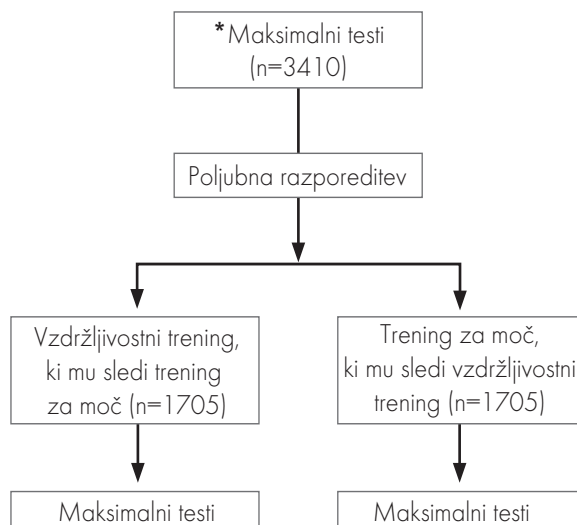 *Maksimalni testi
(n=3410)
Poljubna razporeditev
Vzdržljivostni trening,
ki mu sledi trening
za moč (n=1705)
Trening za moč,
ki mu sledi vzdržljivostni
trening (n=1705)
Maksimalni testi
Maksimalni testi